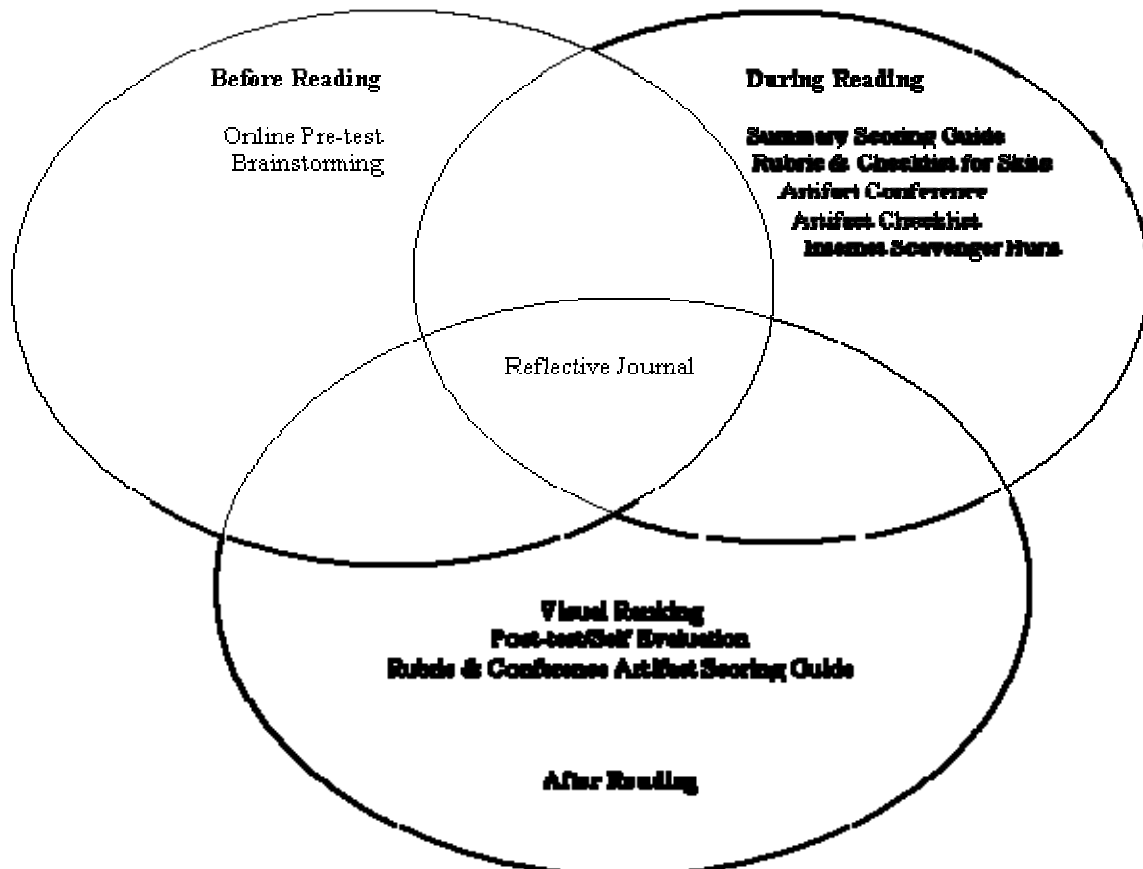 Before Reading
Online Pre-test
Brainstorming
During Reading
Summary Scoring Guide
Rubric & Checklist for Skits
Artifact Conference
Artifact Checklist
Internet Scavenger Hunt
Reflective Journal
Visual Ranking
Post-test/Self Evaluation
Rubric & Conference Artifact Scoring Guide
After Reading